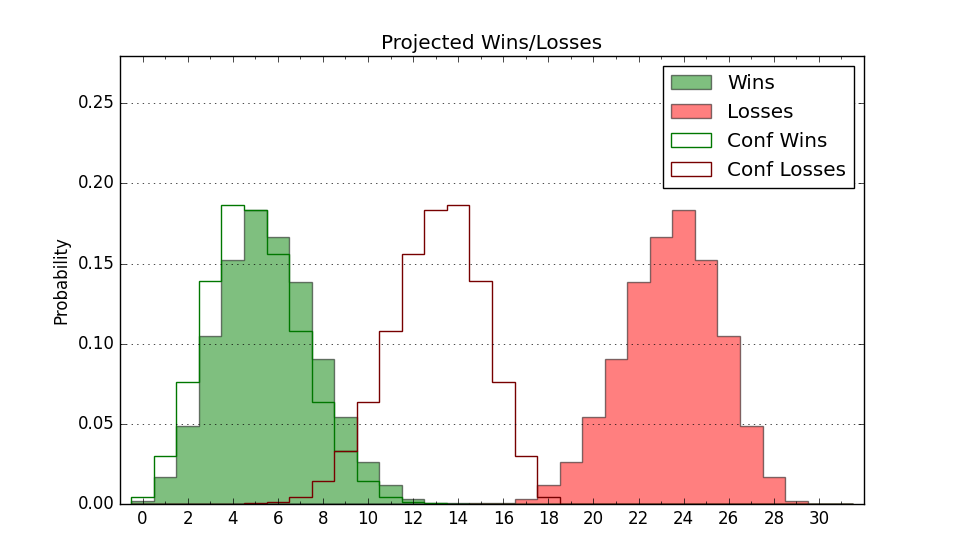 Projected Wins/Losses
Probability
0.25
0.20
0.15
0.10
0.05
0.00
0 2 4 6 8 10 12 14 16 18 20 22 24 26 28 30
Wins
Losses
Conf Wins
Conf Losses